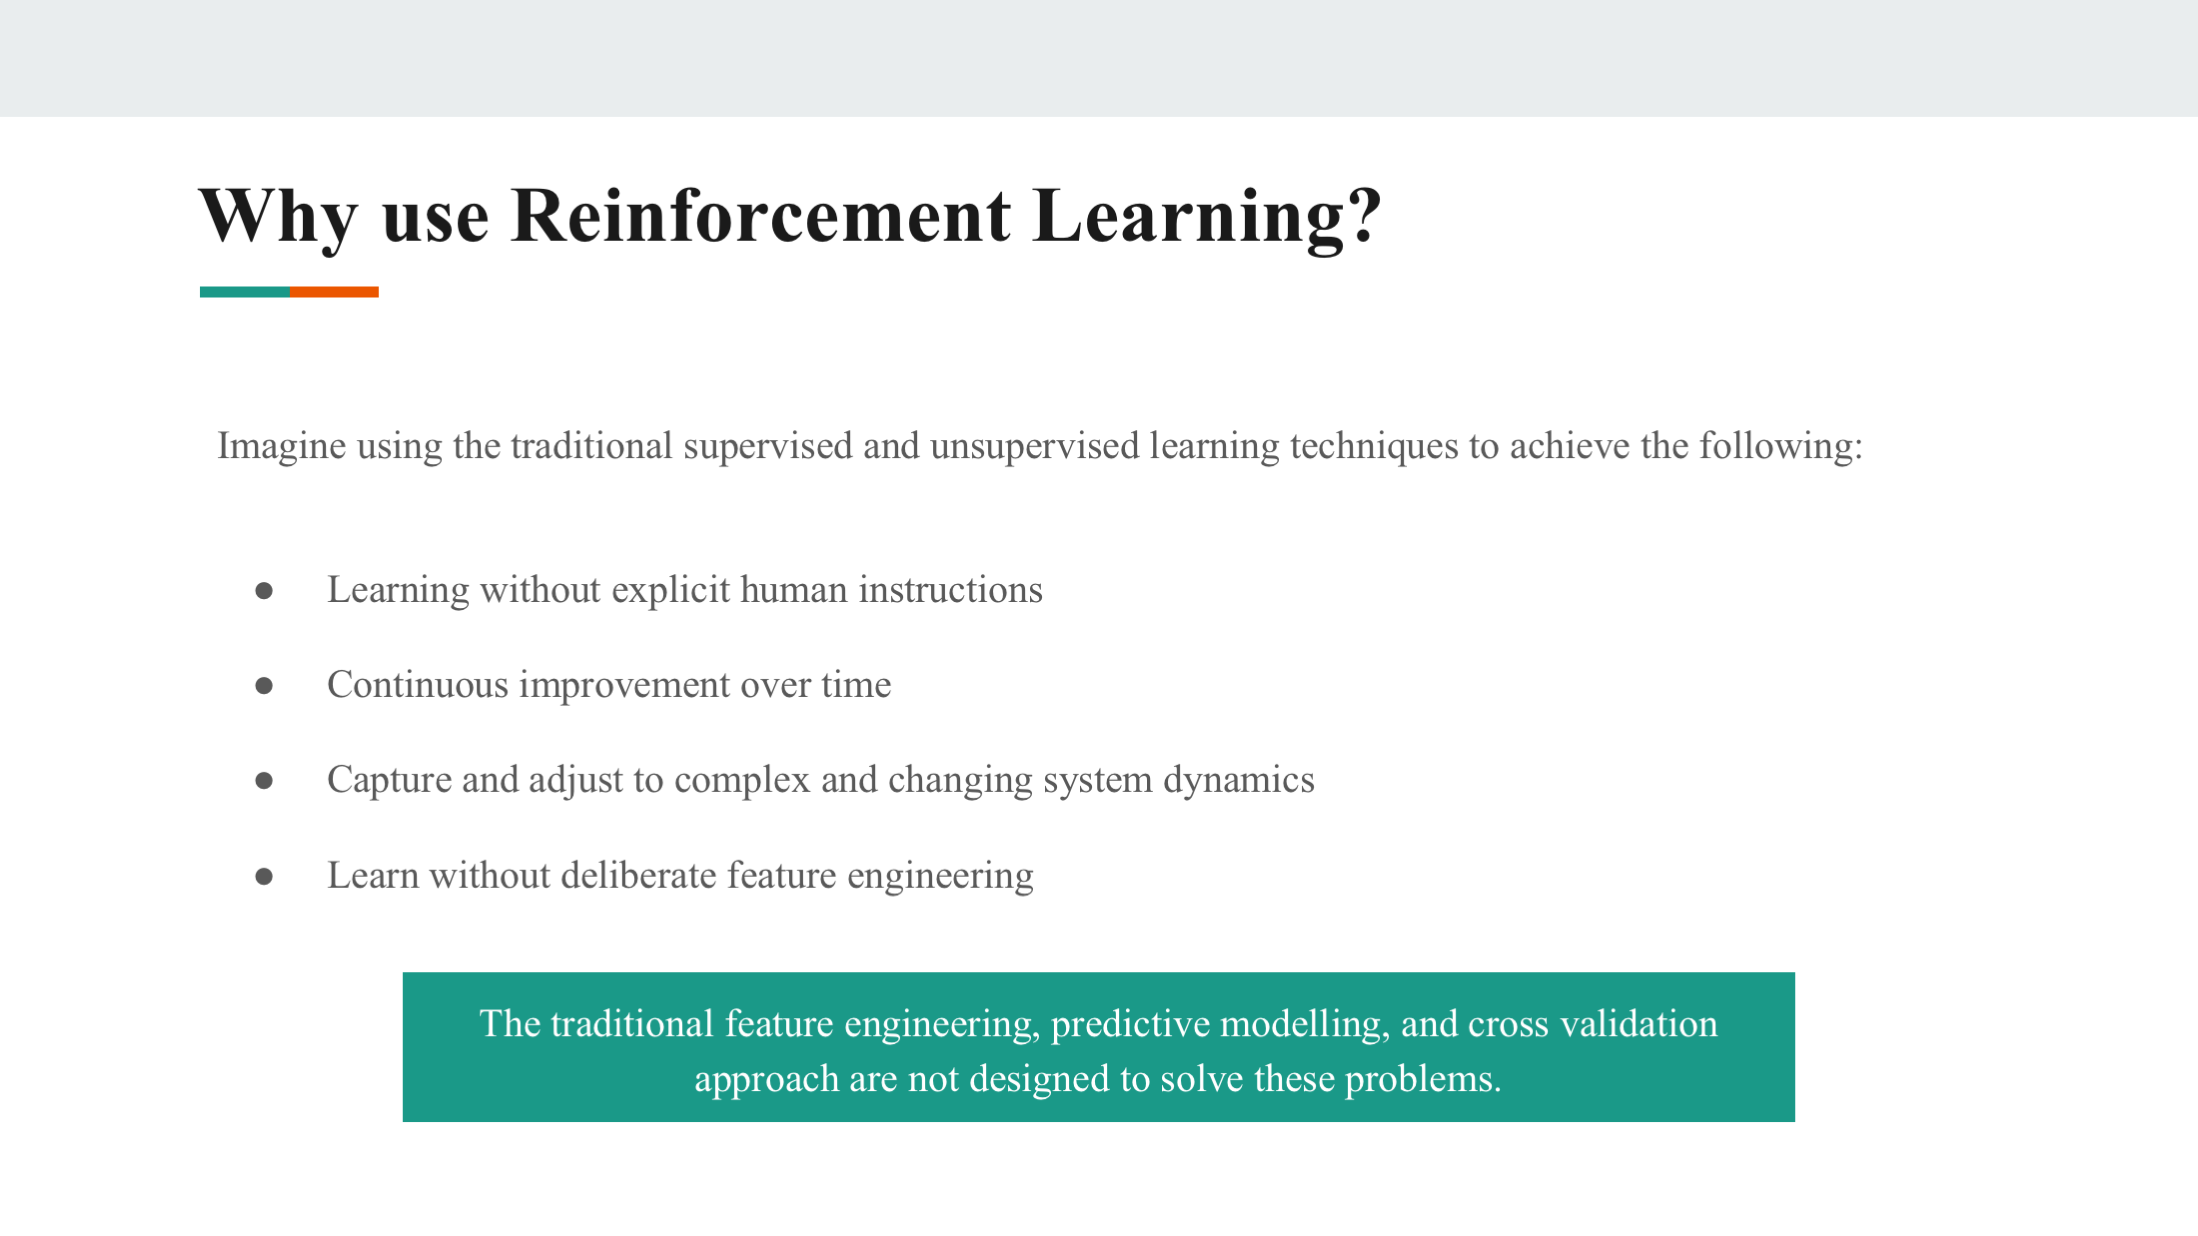 Why use Reinforcement Learning?
Imagine using the traditional supervised and unsupervised learning techniques to achieve the following:
● Learning without explicit human instructions
● Continuous improvement over time
● Capture and adjust to complex and changing system dynamics
● Learn without deliberate feature engineering
The traditional feature engineering, predictive modelling, and cross validation
approach are not designed to solve these problems.